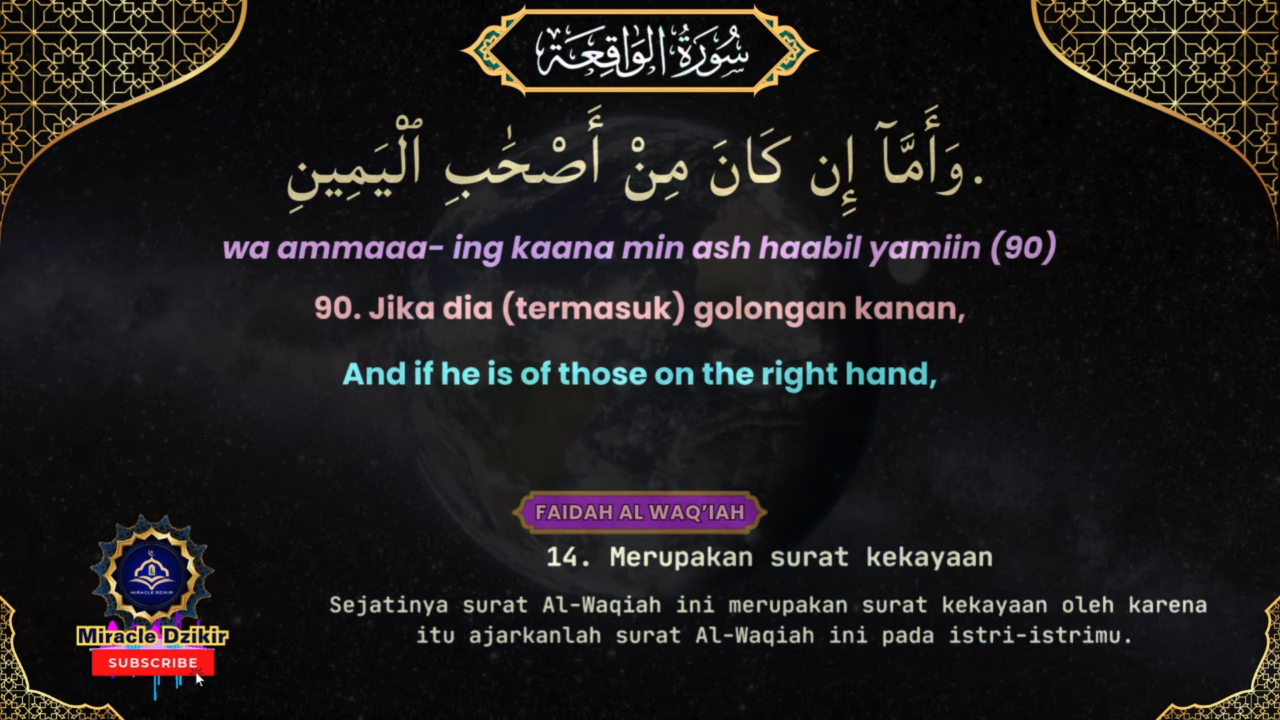 سُورَةُ الوَاقِعَة
وَأَمَّآ إِن كَانَ مِنْ أَصْحَٰبِ ٱلْيَمِينِ.
wa ammaaa- ing kaana min ash haabil yamiin (90)
90. Jika dia (termasuk) golongan kanan,
And if he is of those on the right hand,
FAIDAH AL WAQ'IAH
14. Merupakan surat kekayaan
Sejatinya surat Al-Waqiah ini merupakan surat kekayaan oleh karena
itu ajarkanlah surat Al-Waqiah ini pada istri-istrimu.
MIRACLE DZIKIR
Miracle Dzikir
SUBSCRIBE